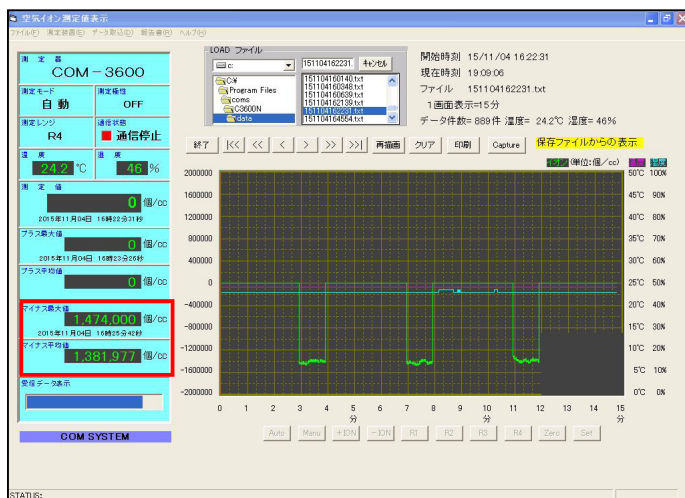 空気イオン測定値表示
ファイル(F) 測定装置(E) データ取込(D) 報告書(R) ヘルプ(H)
測 定 器
COM－3600
測定モード
自 動
測定極性
OFF
測定レンジ
R4
通信状態
通信停止
温 度
24.2 ℃
湿 度
46 %
測 定 値
0 個/cc
2015年11月04日 16時22分31秒
プラス最大値
0 個/cc
2015年11月04日 16時23分26秒
プラス平均値
0 個/cc
マイナス最大値
1,474,000 個/cc
2015年11月04日 16時25分42秒
マイナス平均値
1,381,977 個/cc
受信データ表示
COM SYSTEM
LOAD ファイル
c:
151104162231
キャンセル
C:¥
Program Files
coms
C3600N
data
151104160140.txt
151104160348.txt
151104160639.txt
151104162139.txt
151104162231.txt
151104164554.txt
開始時刻 15/11/04 16:22:31
現在時刻 19:09:06
ファイル 151104162231.txt
1画面表示=15分
データ件数= 889件 温度= 24.2℃ 湿度= 46%
終了 |<< << < > >> >>| 再描画 クリア 印刷 Capture 保存ファイルからの表示
イオン (単位:個/cc) 温度 湿度
2000000 50℃ 100%
1600000 45℃ 90%
1200000 40℃ 80%
800000 35℃ 70%
400000 30℃ 60%
0 25℃ 50%
-400000 20℃ 40%
-800000 15℃ 30%
-1200000 10℃ 20%
-1600000 5℃ 10%
-2000000 0℃ 0%
0 1 2 3 4 5 6 7 8 9 10 11 12 13 14 15
分 分 分
Auto Manu +ION -ION R1 R2 R3 R4 Zero Set
STATUS: